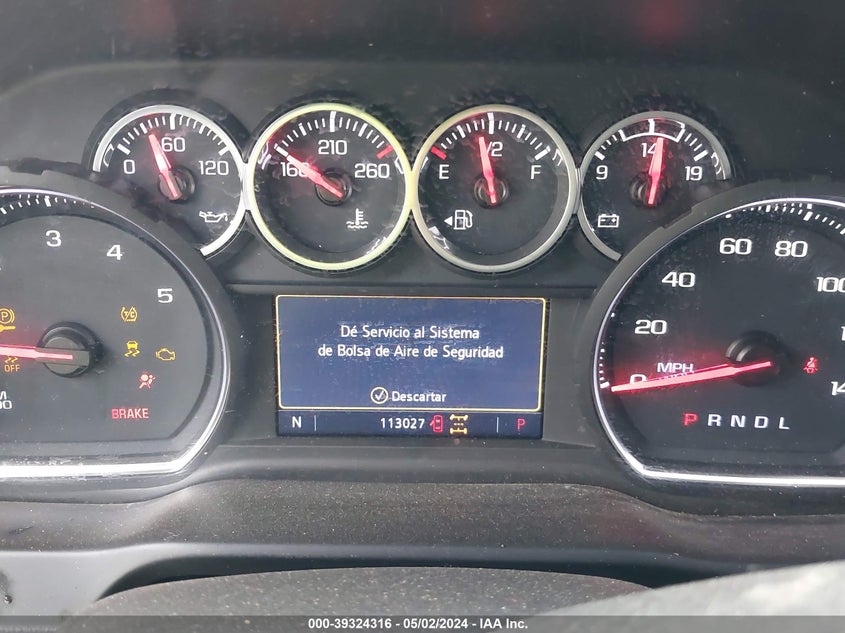 0 60 120
160 210 260
E 1/2 F
9 14 19
3 4 5
OFF
BRAKE
Dé Servicio al Sistema
de Bolsa de Aire de Seguridad
Descartar
N 113027 P
0 20 40 60 80 100
MPH
P R N D L
000-39324316 - 05/02/2024 - IAA Inc.